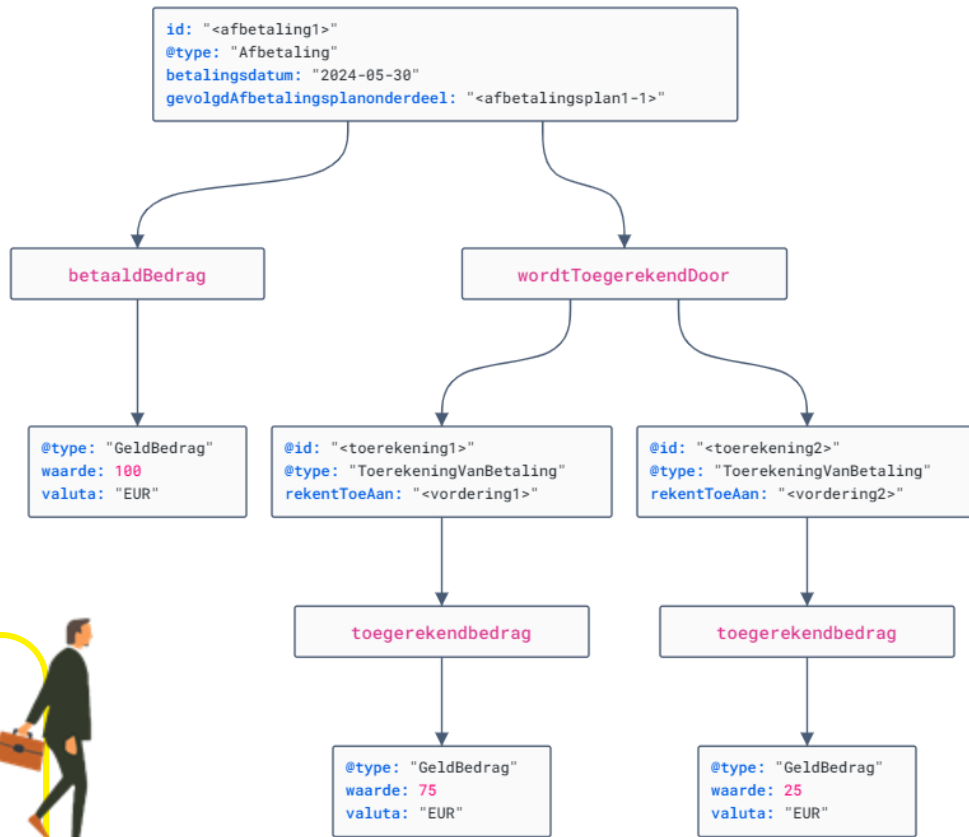 id: "<afbetaling1>"
@type: "Afbetaling"
betalingsdatum: "2024-05-30"
gevolgdAfbetalingsplanonderdeel: "<afbetalingsplan1-1>"
betaaldBedrag
wordtToegerekendDoor
@type: "GeldBedrag"
waarde: 100
valuta: "EUR"
@id: "<toerekening1>"
@type: "ToerekeningVanBetaling"
rekentToeAan: "<vordering1>"
@id: "<toerekening2>"
@type: "ToerekeningVanBetaling"
rekentToeAan: "<vordering2>"
toegerekendbedrag
toegerekendbedrag
@type: "GeldBedrag"
waarde: 75
valuta: "EUR"
@type: "GeldBedrag"
waarde: 25
valuta: "EUR"